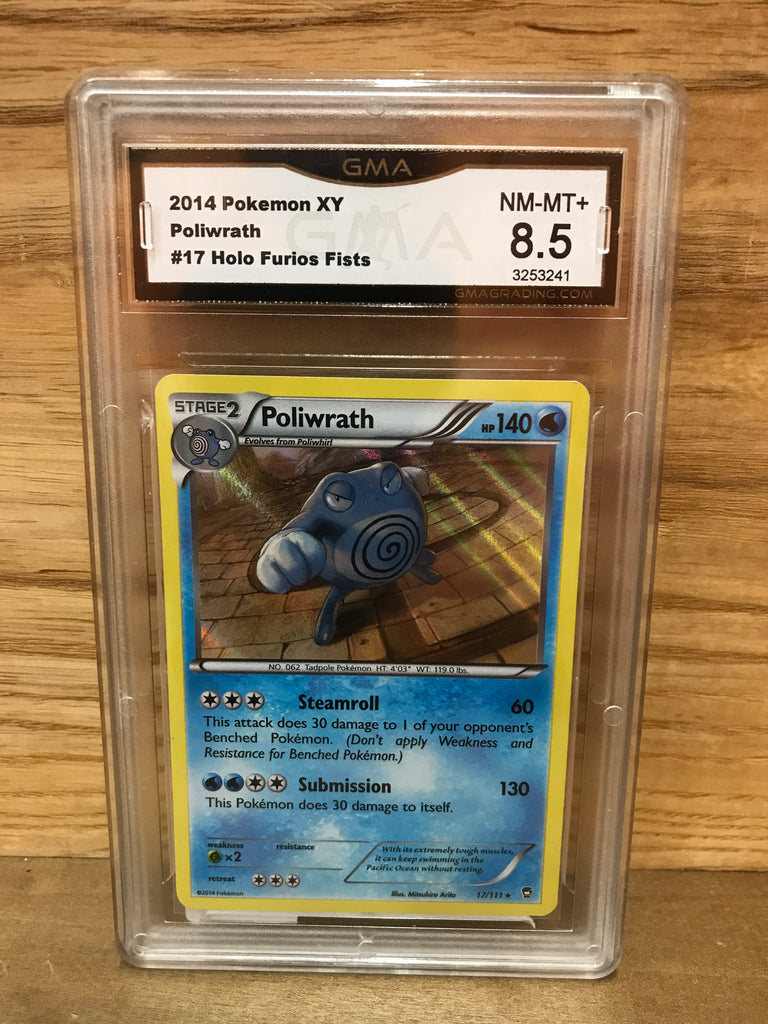 GMA
2014 Pokemon XY
NM-MT+
Poliwrath
8.5
#17 Holo Furios Fists
3253241
GMA
GMAGRADING.COM
STAGE2
Poliwrath
HP140
Evolves from Poliwhirl
NO. 062 Tadpole Pokémon HT: 4'03" WT: 119.0 lbs.
Steamroll 60
This attack does 30 damage to 1 of your opponent's
Benched Pokémon. (Don't apply Weakness and
Resistance for Benched Pokémon.)
Submission 130
This Pokémon does 30 damage to itself.
weakness resistance
×2
retreat
With its extremely tough muscles,
it can keep swimming in the
Pacific Ocean without resting.
©2014 Pokémon
Illus. Mitsuhiro Arita
17/111 ★